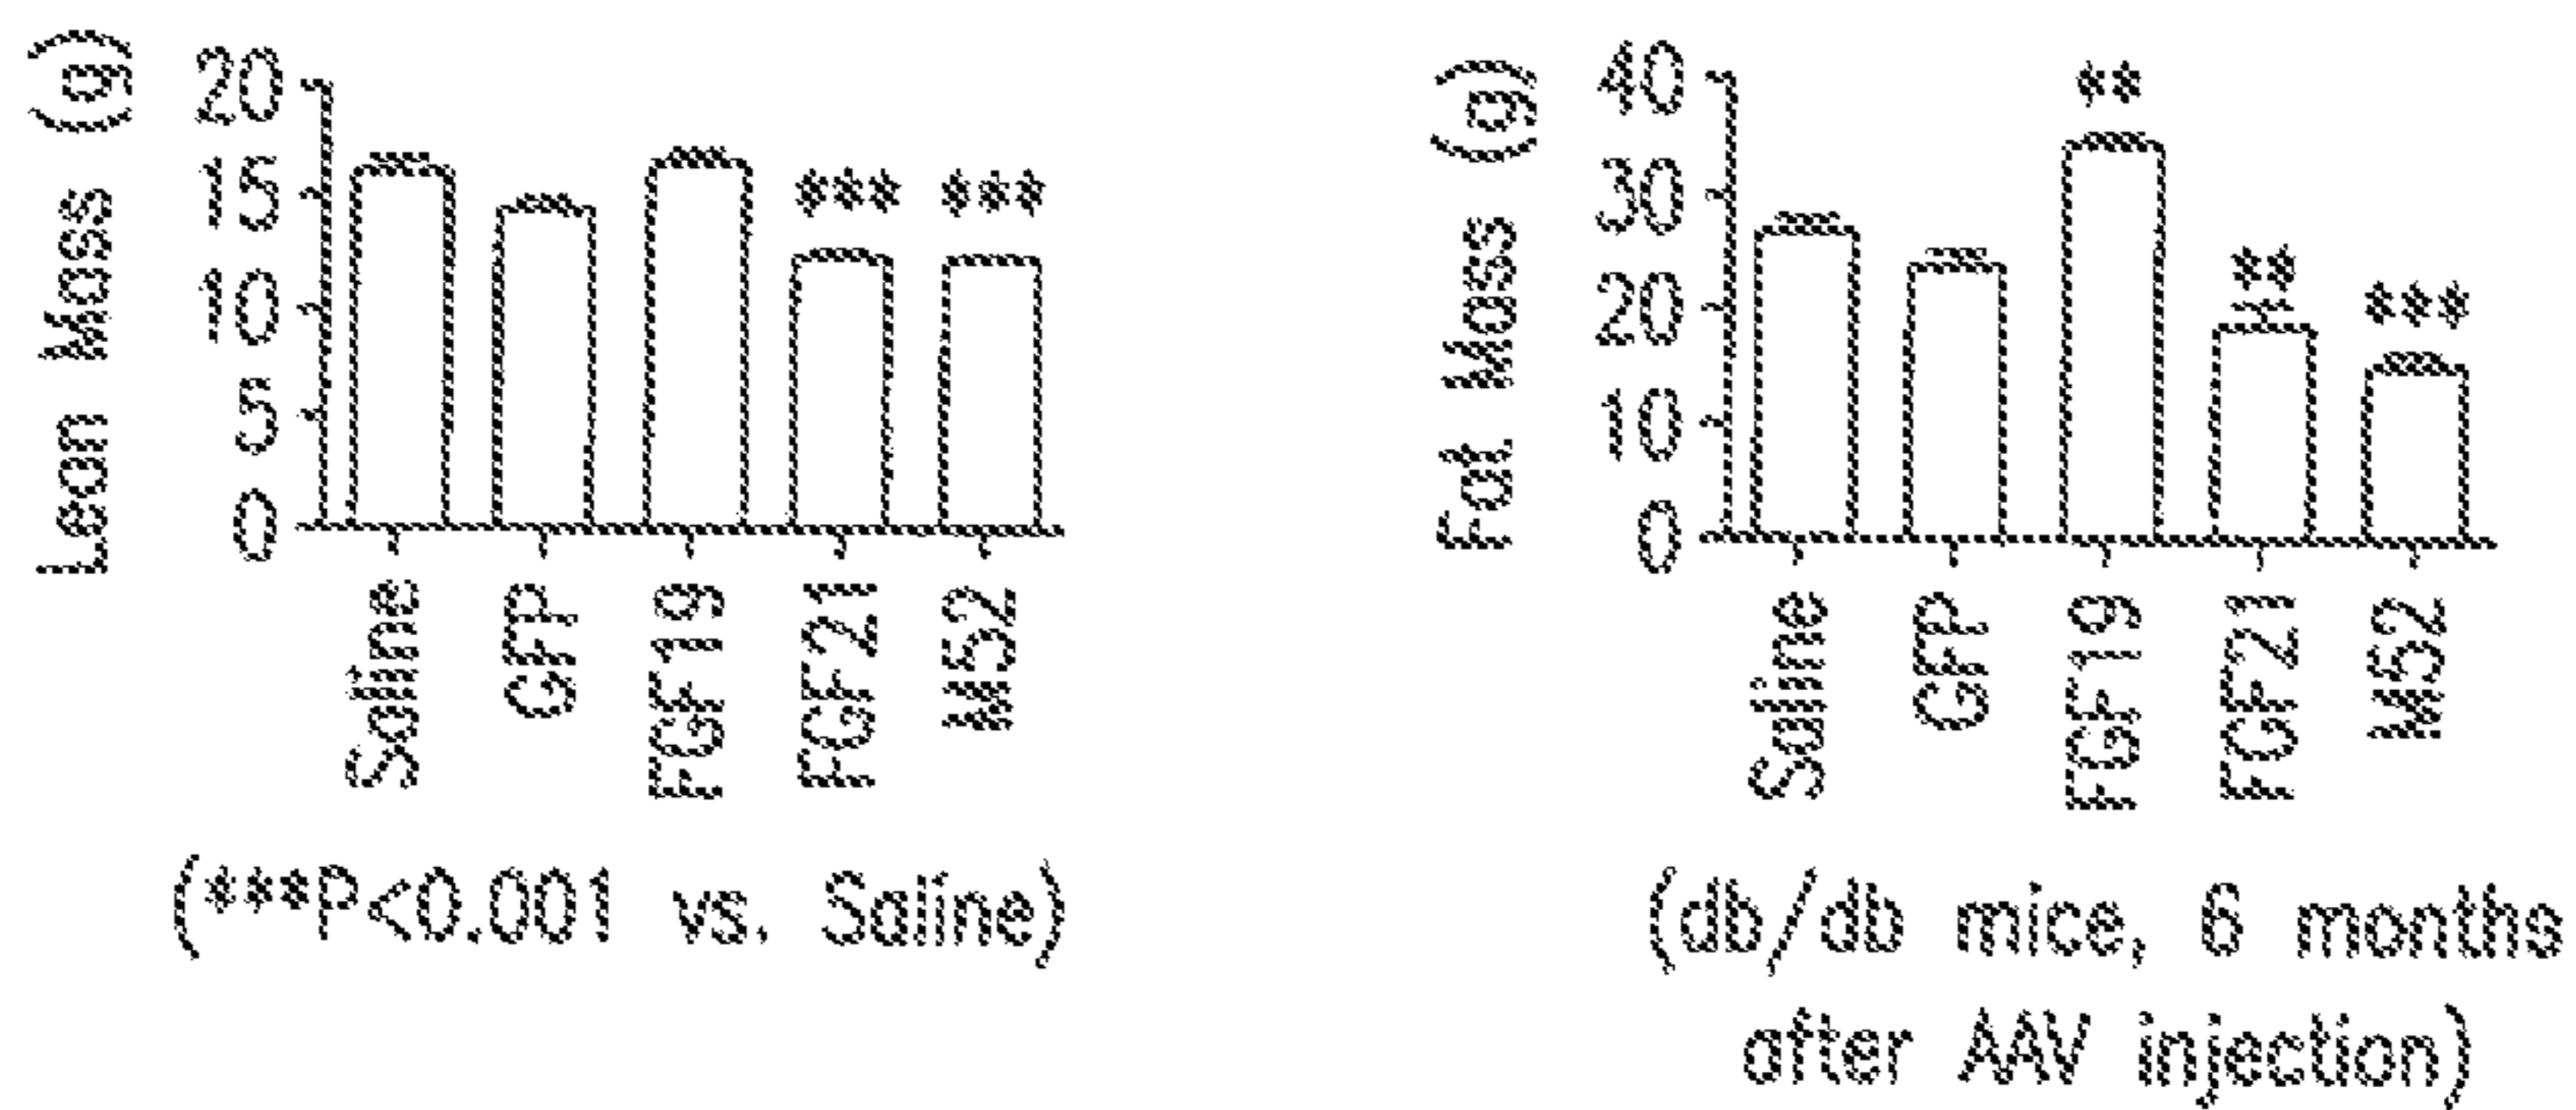 Lean Mass (g)
20
15
10
5
0
*** ***
Saline
GFP
FGF19
FGF21
M52
(***P<0.001 vs. Saline)
Fat Mass (g)
40
30
20
10
0
**
**
***
Saline
GFP
FGF19
FGF21
M52
(db/db mice, 6 months
after AAV injection)